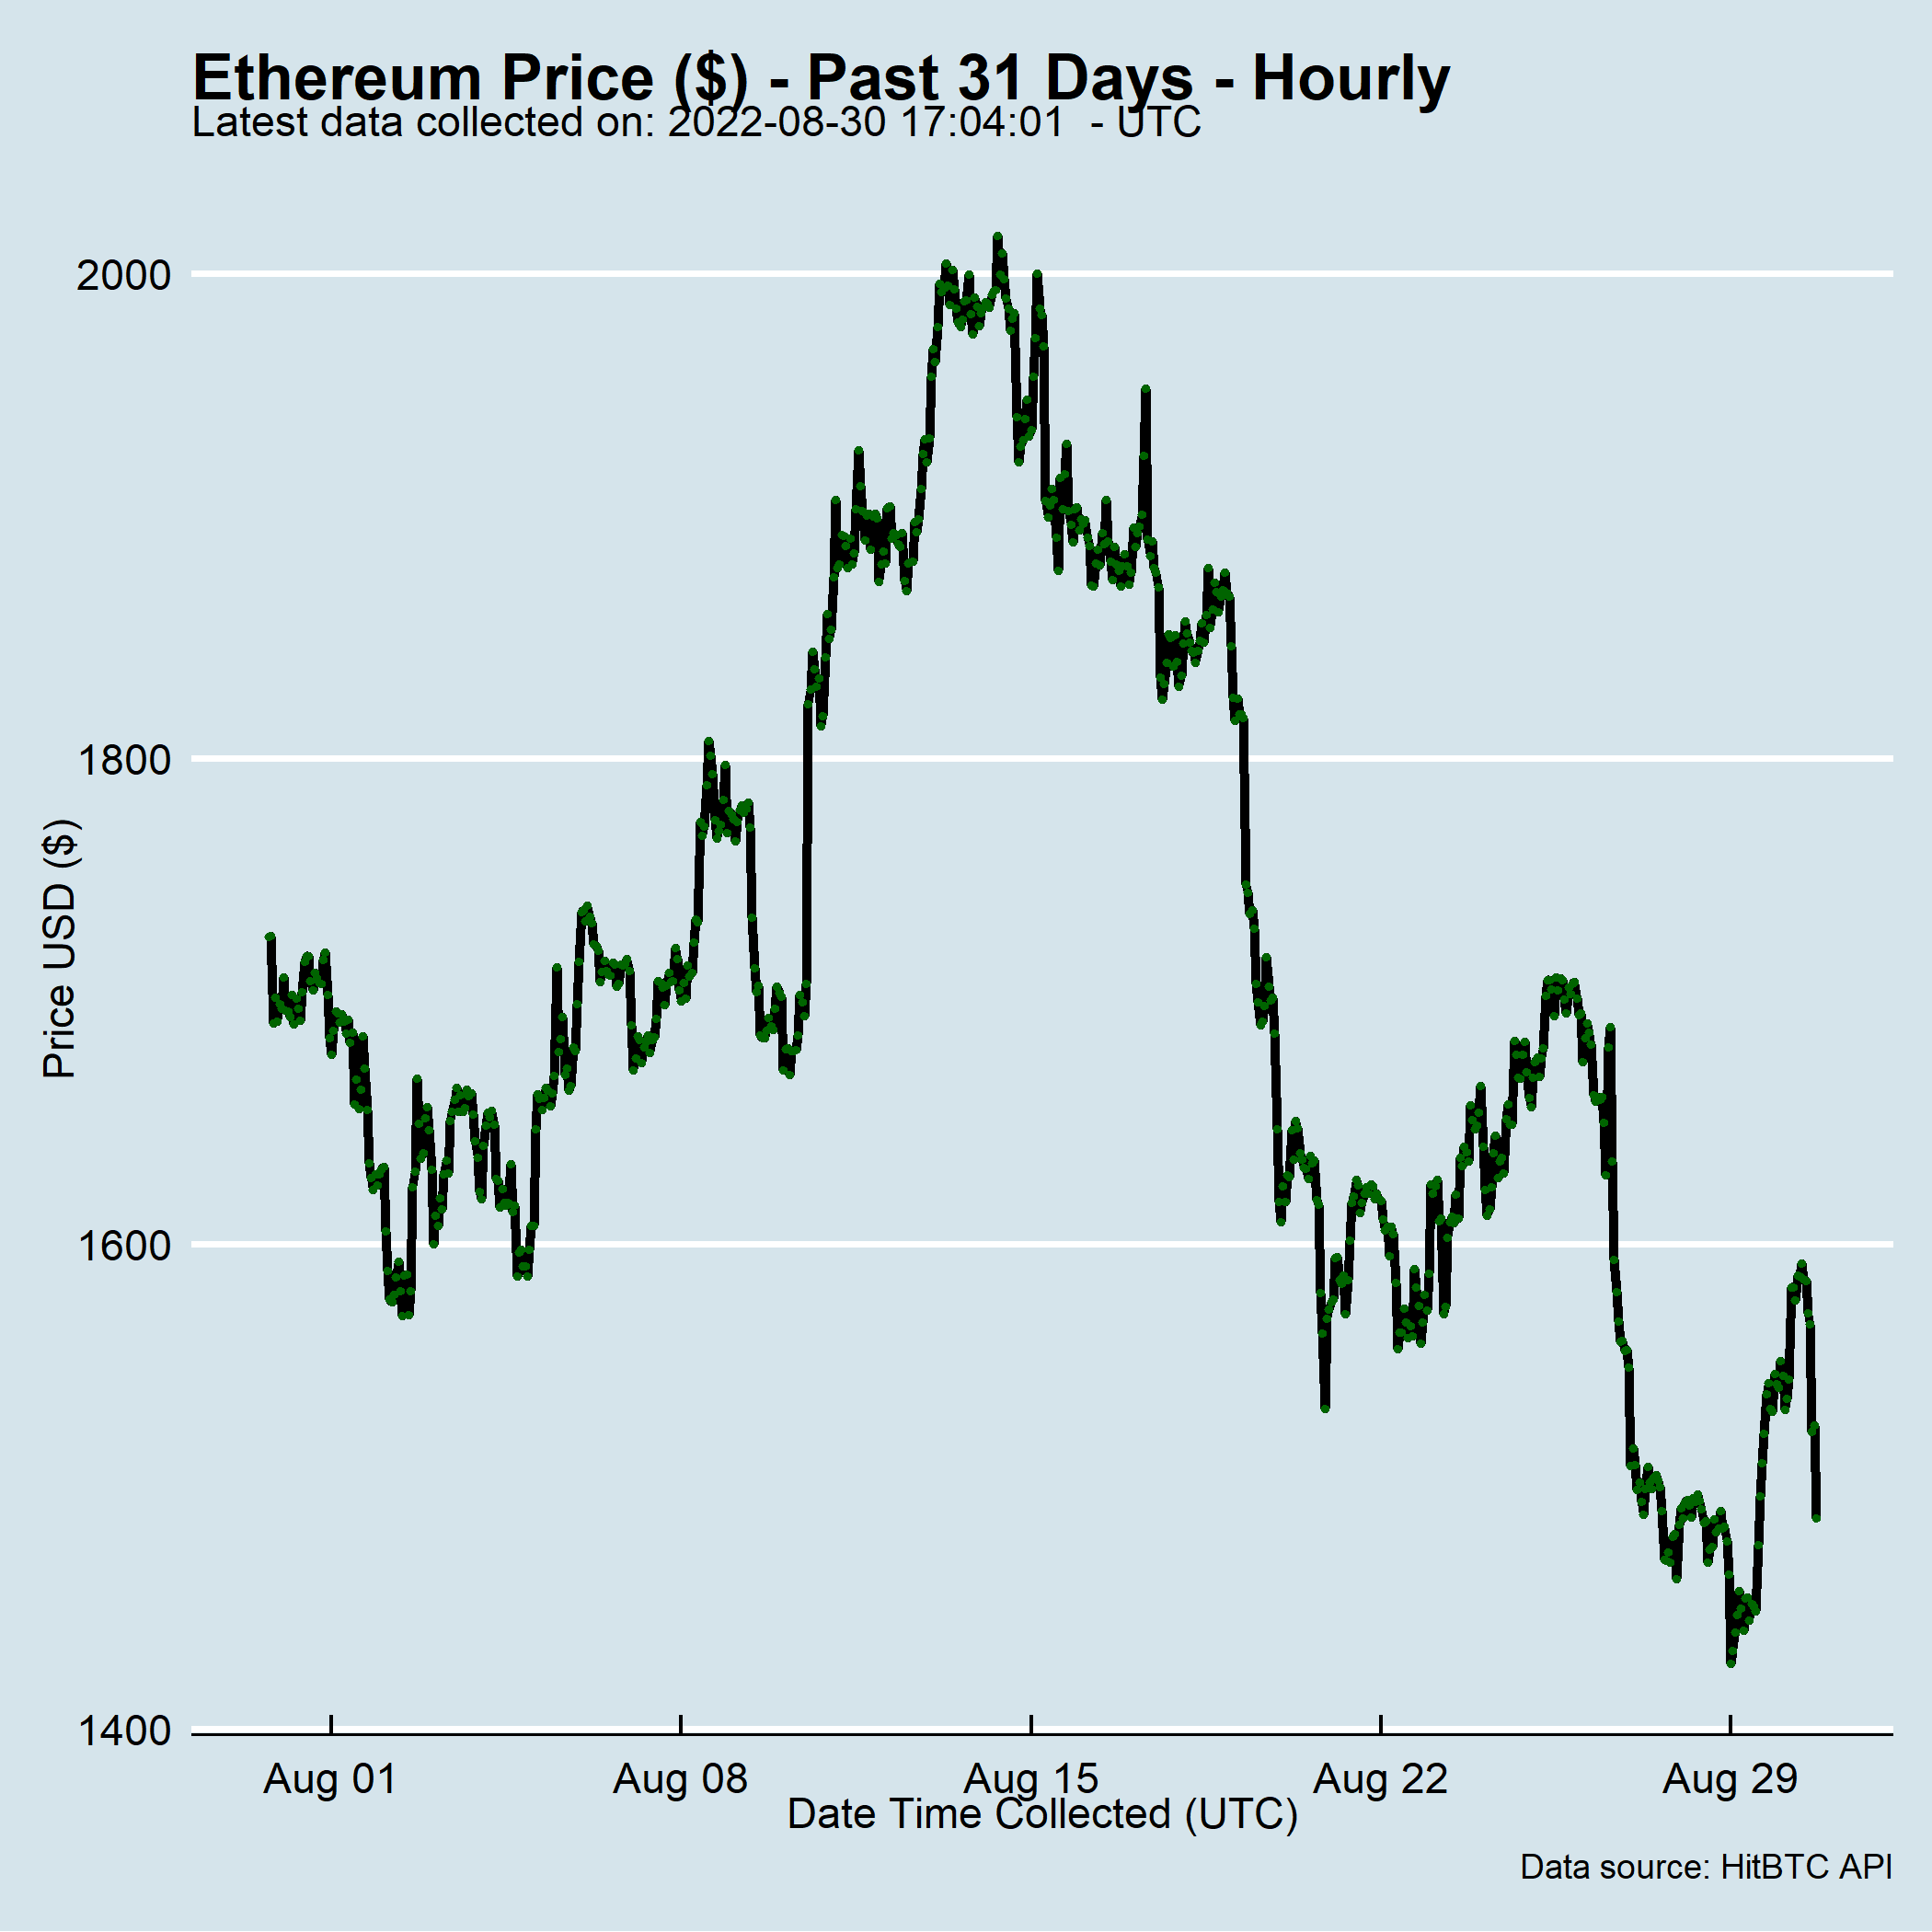 Ethereum Price ($) - Past 31 Days - Hourly
Latest data collected on: 2022-08-30 17:04:01  - UTC
2000
1800
1600
1400
Price USD ($)
Aug 01
Aug 08
Aug 15
Aug 22
Aug 29
Date Time Collected (UTC)
Data source: HitBTC API